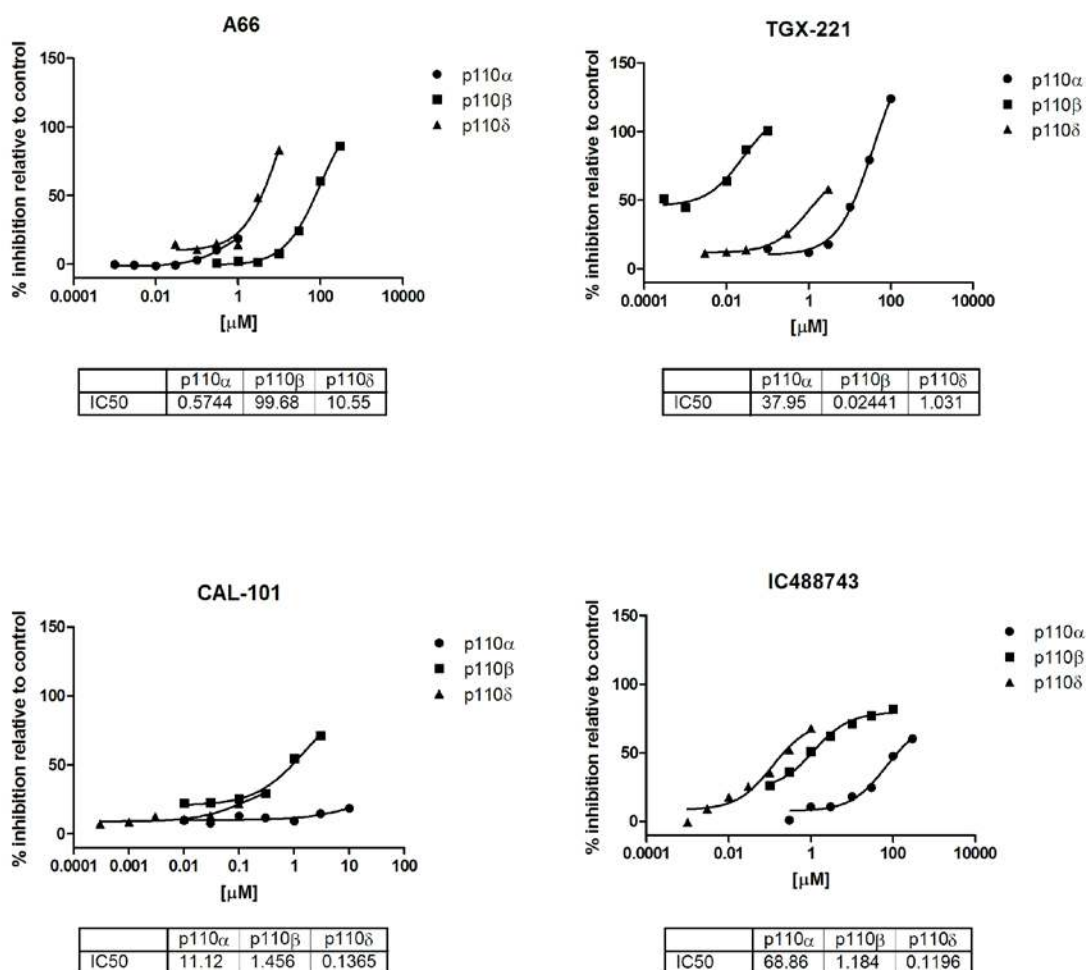 A66
% inhibition relative to control
150
100
50
0
0.0001
0.01
1
100
10000
[μM]
p110α
p110β
p110δ
p110α p110β p110δ
IC50 0.5744 99.68 10.55
TGX-221
% inhibiton relative to control
150
100
50
0
0.0001
0.01
1
100
10000
[μM]
p110α
p110β
p110δ
p110α p110β p110δ
IC50 37.95 0.02441 1.031
CAL-101
% inhibition relative to control
150
100
50
0
0.0001
0.001
0.01
0.1
1
10
100
[μM]
p110α
p110β
p110δ
p110α p110β p110δ
IC50 11.12 1.456 0.1365
IC488743
% inhibition relative to control
150
100
50
0
0.0001
0.01
1
100
10000
[μM]
p110α
p110β
p110δ
p110α p110β p110δ
IC50 68.86 1.184 0.1196